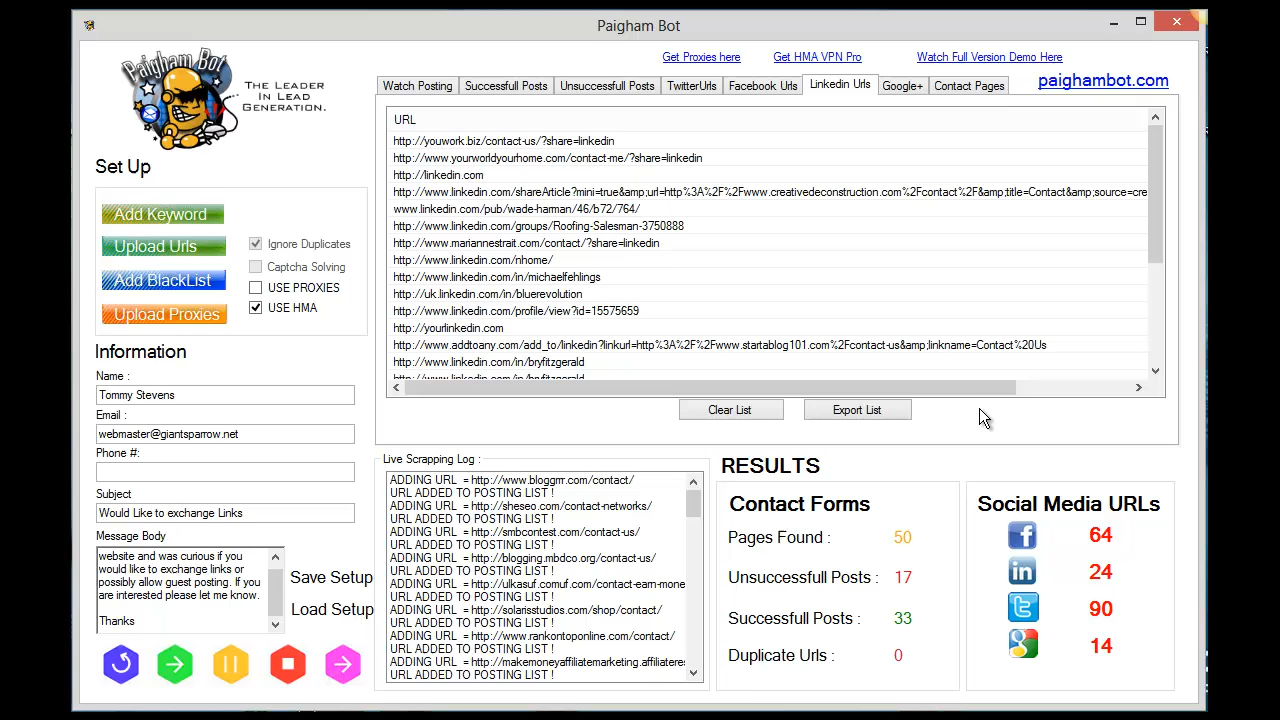 Paigham Bot
Paigham Bot
THE LEADER
IN LEAD
GENERATION.
Get Proxies here
Get HMA VPN Pro
Watch Full Version Demo Here
paighambot.com
Watch Posting
Successfull Posts
Unsuccessfull Posts
TwitterUrls
Facebook Urls
Linkedin Urls
Google+
Contact Pages
URL
http://youwork.biz/contact-us/?share=linkedin
http://www.yourworldyourhome.com/contact-me/?share=linkedin
http://linkedin.com
http://www.linkedin.com/shareArticle?mini=true&amp;url=http%3A%2F%2Fwww.creativedeconstruction.com%2Fcontact%2F&amp;title=Contact&amp;source=cre
www.linkedin.com/pub/wade-harman/46/b72/764/
http://www.linkedin.com/groups/Roofing-Salesman-3750888
http://www.mariannestrait.com/contact/?share=linkedin
http://www.linkedin.com/nhome/
http://www.linkedin.com/in/michaelfehlings
http://uk.linkedin.com/in/bluerevolution
http://www.linkedin.com/profile/view?id=15575659
http://yourlinkedin.com
http://www.addtoany.com/add_to/linkedin?linkurl=http%3A%2F%2Fwww.startablog101.com%2Fcontact-us&amp;linkname=Contact%20Us
http://www.linkedin.com/in/bryfitzgerald
http://www.linkedin.com/in/bryfitzgerald
Clear List
Export List
Set Up
Add Keyword
Upload Urls
Add BlackList
Upload Proxies
Ignore Duplicates
Captcha Solving
USE PROXIES
USE HMA
Information
Name :
Tommy Stevens
Email :
webmaster@giantsparrow.net
Phone #:
Subject
Would Like to exchange Links
Message Body
website and was curious if you
would like to exchange links or
possibly allow guest posting. If you
are interested please let me know.
Thanks
Save Setup
Load Setup
Live Scrapping Log :
ADDING URL = http://www.bloggrrr.com/contact/
URL ADDED TO POSTING LIST !
ADDING URL = http://sheseo.com/contact-networks/
URL ADDED TO POSTING LIST !
ADDING URL = http://smbcontest.com/contact-us/
URL ADDED TO POSTING LIST !
ADDING URL = http://blogging.mbdco.org/contact-us/
URL ADDED TO POSTING LIST !
ADDING URL = http://ulkasuf.comuf.com/contact-earn-mone
URL ADDED TO POSTING LIST !
ADDING URL = http://solarisstudios.com/shop/contact/
URL ADDED TO POSTING LIST !
ADDING URL = http://www.rankontoponline.com/contact/
URL ADDED TO POSTING LIST !
ADDING URL = http://makemoneyaffiliatemarketing.affiliateres
URL ADDED TO POSTING LIST !
RESULTS
Contact Forms
Pages Found : 50
Unsuccessfull Posts : 17
Successfull Posts : 33
Duplicate Urls : 0
Social Media URLs
f 64
in 24
t 90
g 14